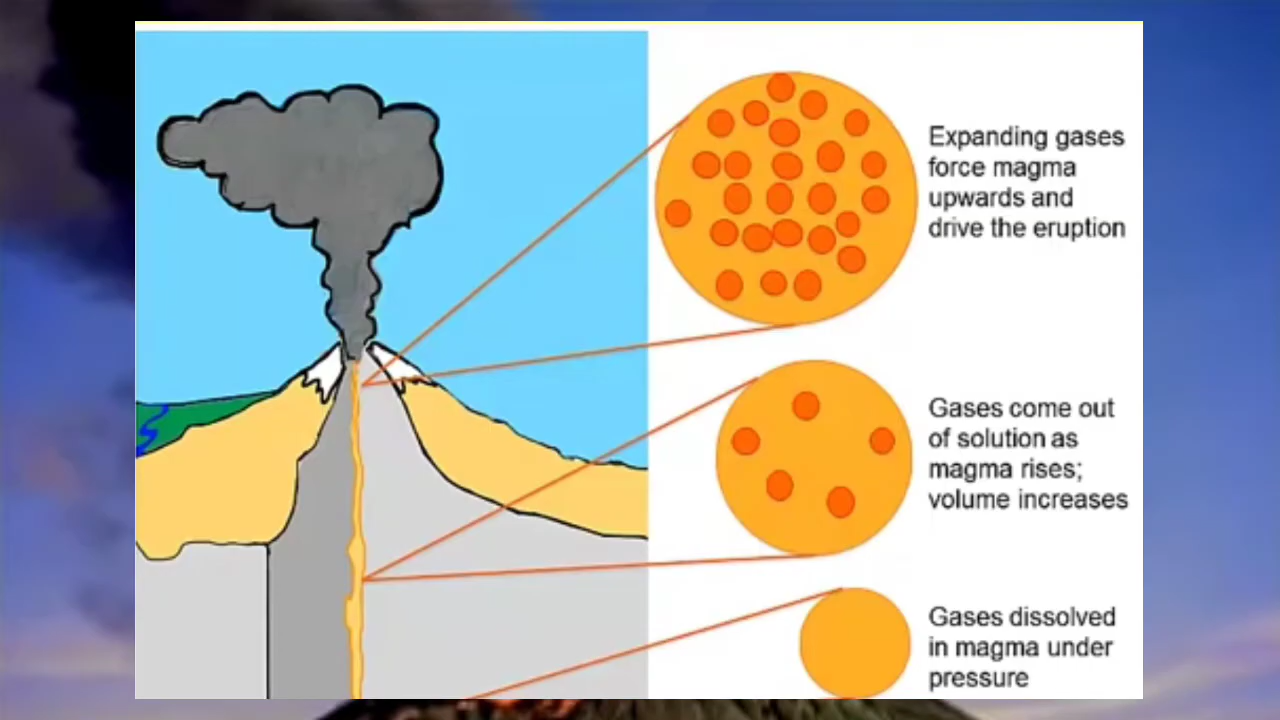 Expanding gases
force magma
upwards and
drive the eruption
Gases come out
of solution as
magma rises;
volume increases
Gases dissolved
in magma under
pressure